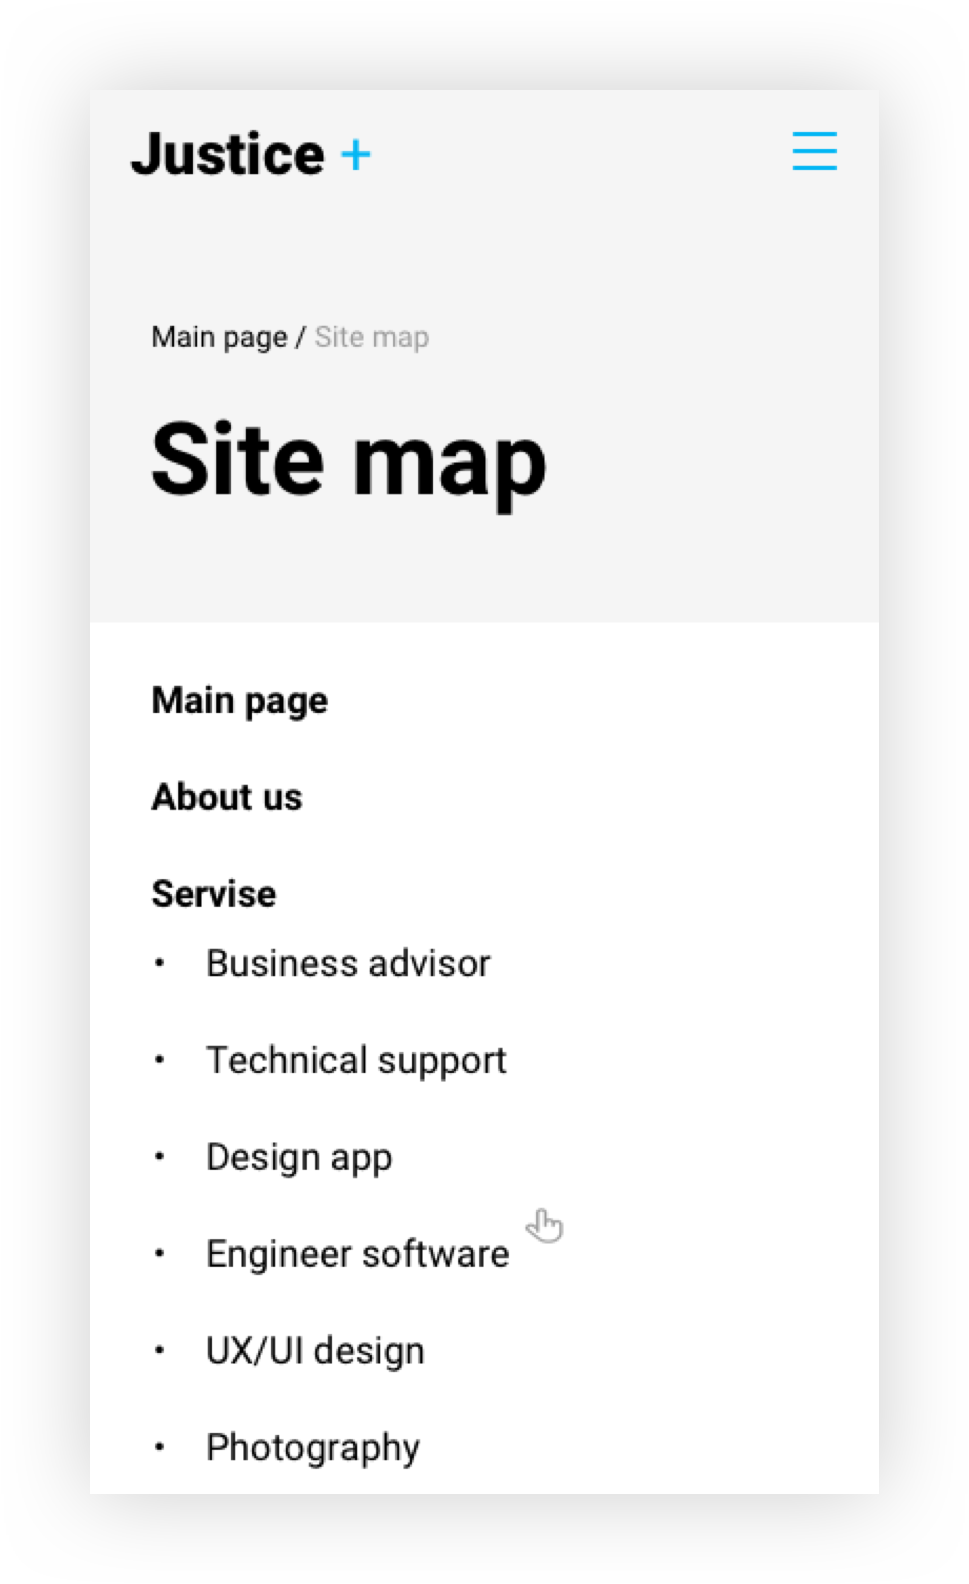 Justice +
Main page / Site map
Site map
Main page
About us
Servise
• Business advisor
• Technical support
• Design app
• Engineer software
• UX/UI design
• Photography